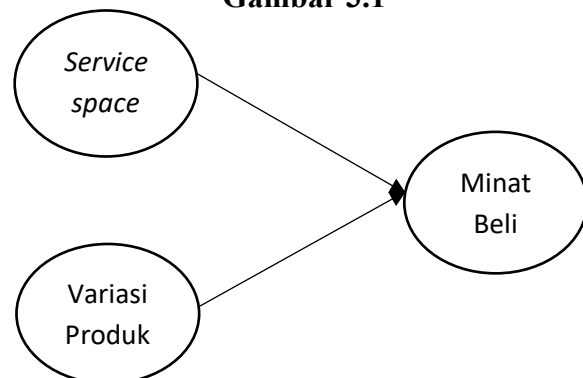 Gambar 3.1
Service
space
Minat
Beli
Variasi
Produk